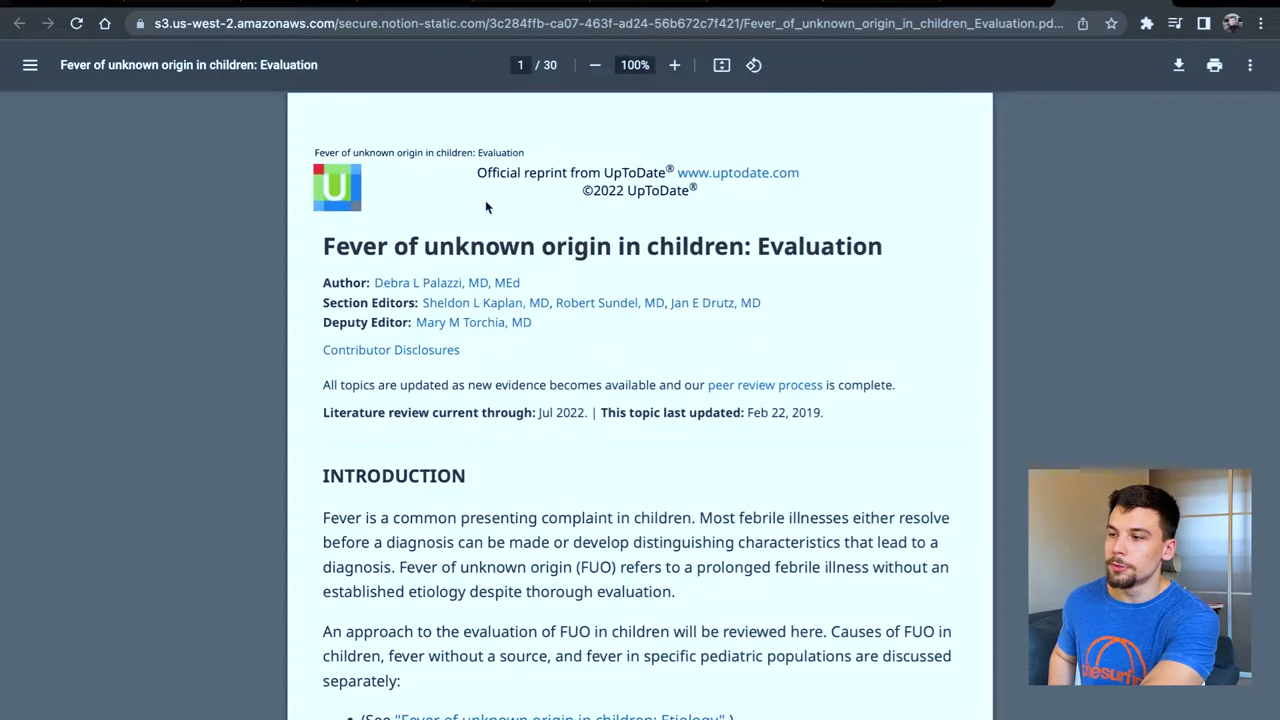 s3.us-west-2.amazonaws.com/secure.notion-static.com/3c284ffb-ca07-463f-ad24-56b672c7f421/Fever_of_unknown_origin_in_children_Evaluation.pd...
Fever of unknown origin in children: Evaluation
1 / 30
100%
Fever of unknown origin in children: Evaluation
U
Official reprint from UpToDate® www.uptodate.com
©2022 UpToDate®
Fever of unknown origin in children: Evaluation
Author: Debra L Palazzi, MD, MEd
Section Editors: Sheldon L Kaplan, MD, Robert Sundel, MD, Jan E Drutz, MD
Deputy Editor: Mary M Torchia, MD
Contributor Disclosures
All topics are updated as new evidence becomes available and our peer review process is complete.
Literature review current through: Jul 2022. | This topic last updated: Feb 22, 2019.
INTRODUCTION
Fever is a common presenting complaint in children. Most febrile illnesses either resolve
before a diagnosis can be made or develop distinguishing characteristics that lead to a
diagnosis. Fever of unknown origin (FUO) refers to a prolonged febrile illness without an
established etiology despite thorough evaluation.
An approach to the evaluation of FUO in children will be reviewed here. Causes of FUO in
children, fever without a source, and fever in specific pediatric populations are discussed
separately:
• (See "Fever of unknown origin in children: Etiology".)